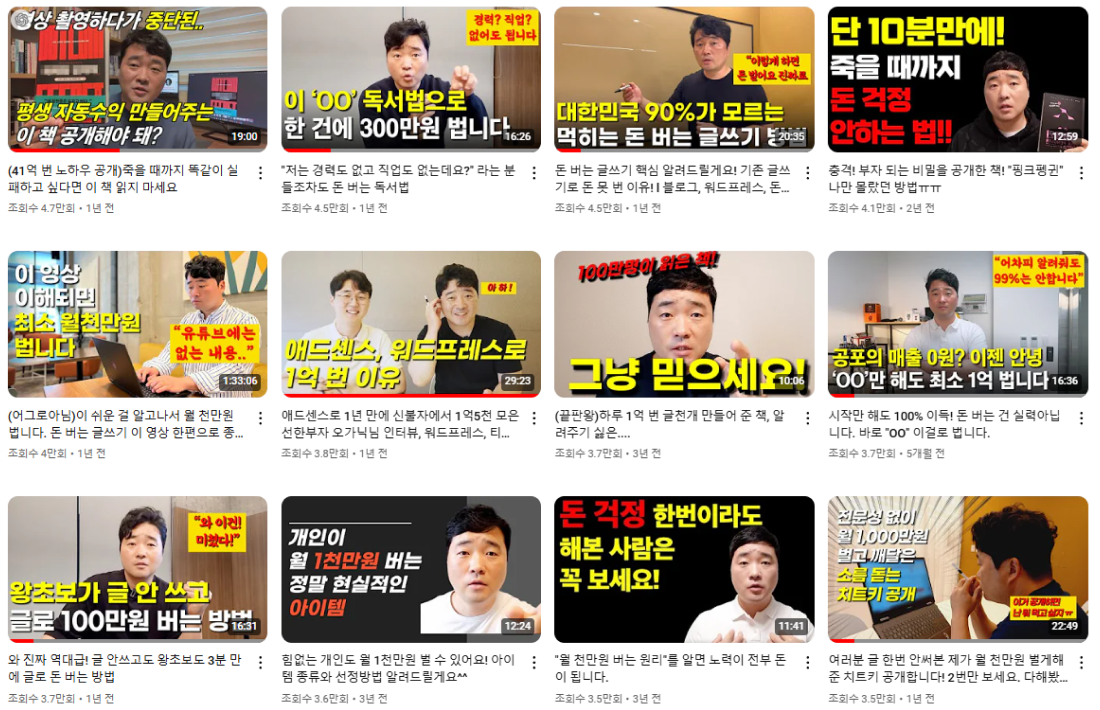 영상 촬영하다가 중단된..
평생 자동수익 만들어주는
이 책 공개해야 돼?
19:00
(41억 번 노하우 공개)죽을 때까지 똑같이 실
패하고 싶다면 이 책 읽지 마세요
조회수 4.7만회 • 1년 전
경력? 직업?
없어도 됩니다
이 ‘OO’ 독서법으로
한 건에 300만원 법니다
16:26
"저는 경력도 없고 직업도 없는데요?" 라는 분
들조차도 돈 버는 독서법
조회수 4.5만회 • 1년 전
"이렇게 하면
돈 벌어요 진짜로
대한민국 90%가 모르는
먹히는 돈 버는 글쓰기 방법
20:35
돈 버는 글쓰기 핵심 알려드릴게요! 기존 글쓰
기로 돈 못 번 이유! I 블로그, 워드프레스, 돈...
조회수 4.5만회 • 1년 전
단 10분만에!
죽을 때까지
돈 걱정
안하는 법!!
12:59
충격! 부자 되는 비밀을 공개한 책! "핑크펭귄"
나만 몰랐던 방법ㅠㅠ
조회수 4.1만회 • 2년 전
이 영상
이해되면
최소 월천만원
법니다
“유튜브에는
없는 내용..”
1:33:06
(어그로아님)이 쉬운 걸 알고나서 월 천만원
법니다. 돈 버는 글쓰기 이 영상 한편으로 종...
조회수 4만회 • 1년 전
아 하 !
애드센스, 워드프레스로
1억 번 이유
29:23
애드센스로 1년 만에 신불자에서 1억5천 모은
선한부자 오가닉님 인터뷰, 워드프레스, 티...
조회수 3.8만회 • 1년 전
100만명이 읽은 책!
그냥 믿으세요!
10:06
(끝판왕)하루 1억 번 글천개 만들어 준 책, 알
려주기 싫은....
조회수 3.7만회 • 3년 전
“어차피 알려줘도
99%는 안합니다”
공포의 매출 0원? 이젠 안녕
‘OO’만 해도 최소 1억 법니다
16:36
시작만 해도 100% 이득! 돈 버는 건 실력아닙
니다. 바로 "OO" 이걸로 법니다.
조회수 3.7만회 • 5개월 전
“와 이건!
미쳤다!”
왕초보가 글 안 쓰고
글로 100만원 버는 방법
16:31
와 진짜 역대급! 글 안쓰고도 왕초보도 3분 만
에 글로 돈 버는 방법
조회수 3.7만회 • 1년 전
개인이
월 1천만원 버는
정말 현실적인
아이템
12:24
힘없는 개인도 월 1천만원 벌 수 있어요! 아이
템 종류와 선정방법 알려드릴게요^^
조회수 3.6만회 • 3년 전
돈 걱정 한번이라도
해본 사람은
꼭 보세요!
11:41
"월 천만원 버는 원리"를 알면 노력이 전부 돈
이 됩니다.
조회수 3.5만회 • 3년 전
전문성 없이
월 1,000만원
벌고 깨달은
소름 돋는
치트키 공개
이거 공개하면
난 뭐 먹고 살지ㅠ
22:49
여러분 글 한번 안써본 제가 월 천만원 벌게해
준 치트키 공개합니다! 2번만 보세요. 다해봤...
조회수 3.5만회 • 1년 전